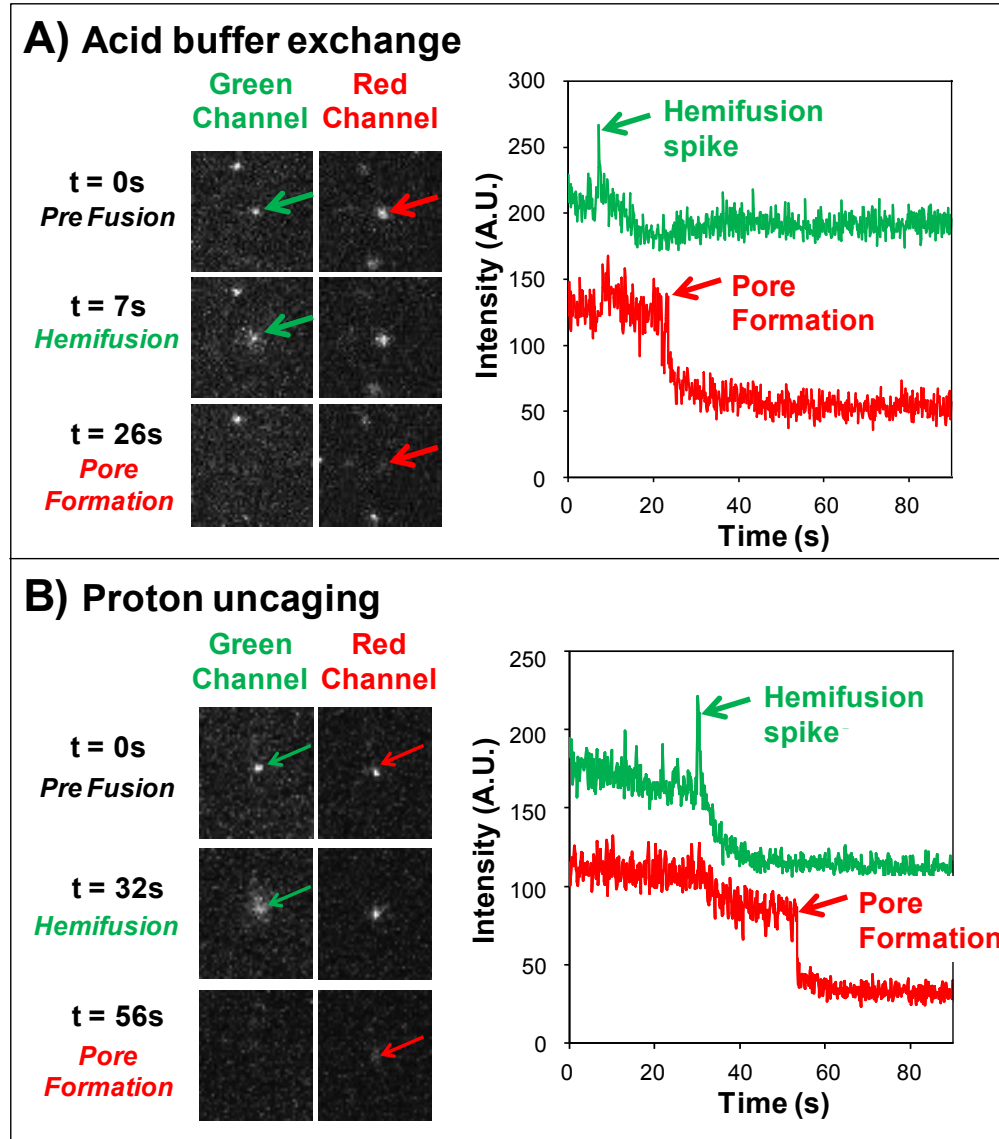 A) Acid buffer exchange
Green
Channel
Red
Channel
t = 0s
Pre Fusion
t = 7s
Hemifusion
t = 26s
Pore
Formation
300
250
200
150
100
50
0
Intensity (A.U.)
Hemifusion
spike
Pore
Formation
0 20 40 60 80
Time (s)
B) Proton uncaging
Green
Channel
Red
Channel
t = 0s
Pre Fusion
t = 32s
Hemifusion
t = 56s
Pore
Formation
250
200
150
100
50
0
Intensity (A.U.)
Hemifusion
spike
Pore
Formation
0 20 40 60 80
Time (s)